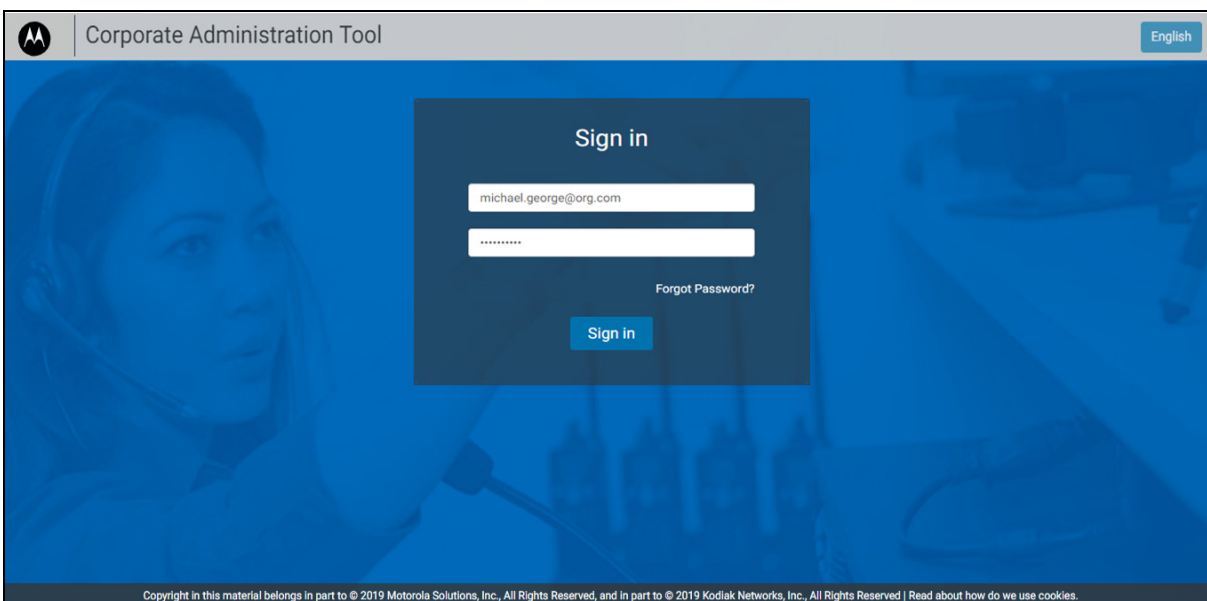 Corporate Administration Tool
English
Sign in
michael.george@org.com
••••••••••
Forgot Password?
Sign in
Copyright in this material belongs in part to © 2019 Motorola Solutions, Inc., All Rights Reserved, and in part to © 2019 Kodiak Networks, Inc., All Rights Reserved | Read about how do we use cookies.